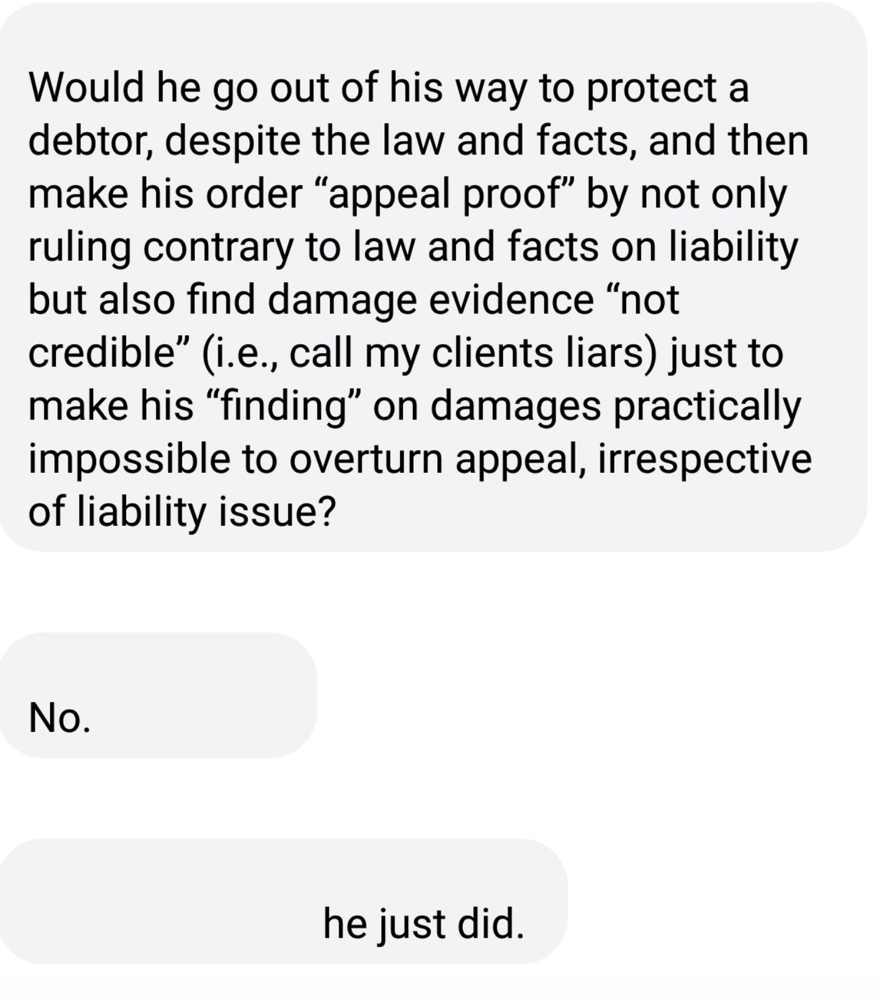 Would he go out of his way to protect a
debtor, despite the law and facts, and then
make his order “appeal proof” by not only
ruling contrary to law and facts on liability
but also find damage evidence “not
credible” (i.e., call my clients liars) just to
make his “finding” on damages practically
impossible to overturn appeal, irrespective
of liability issue?
No.
he just did.